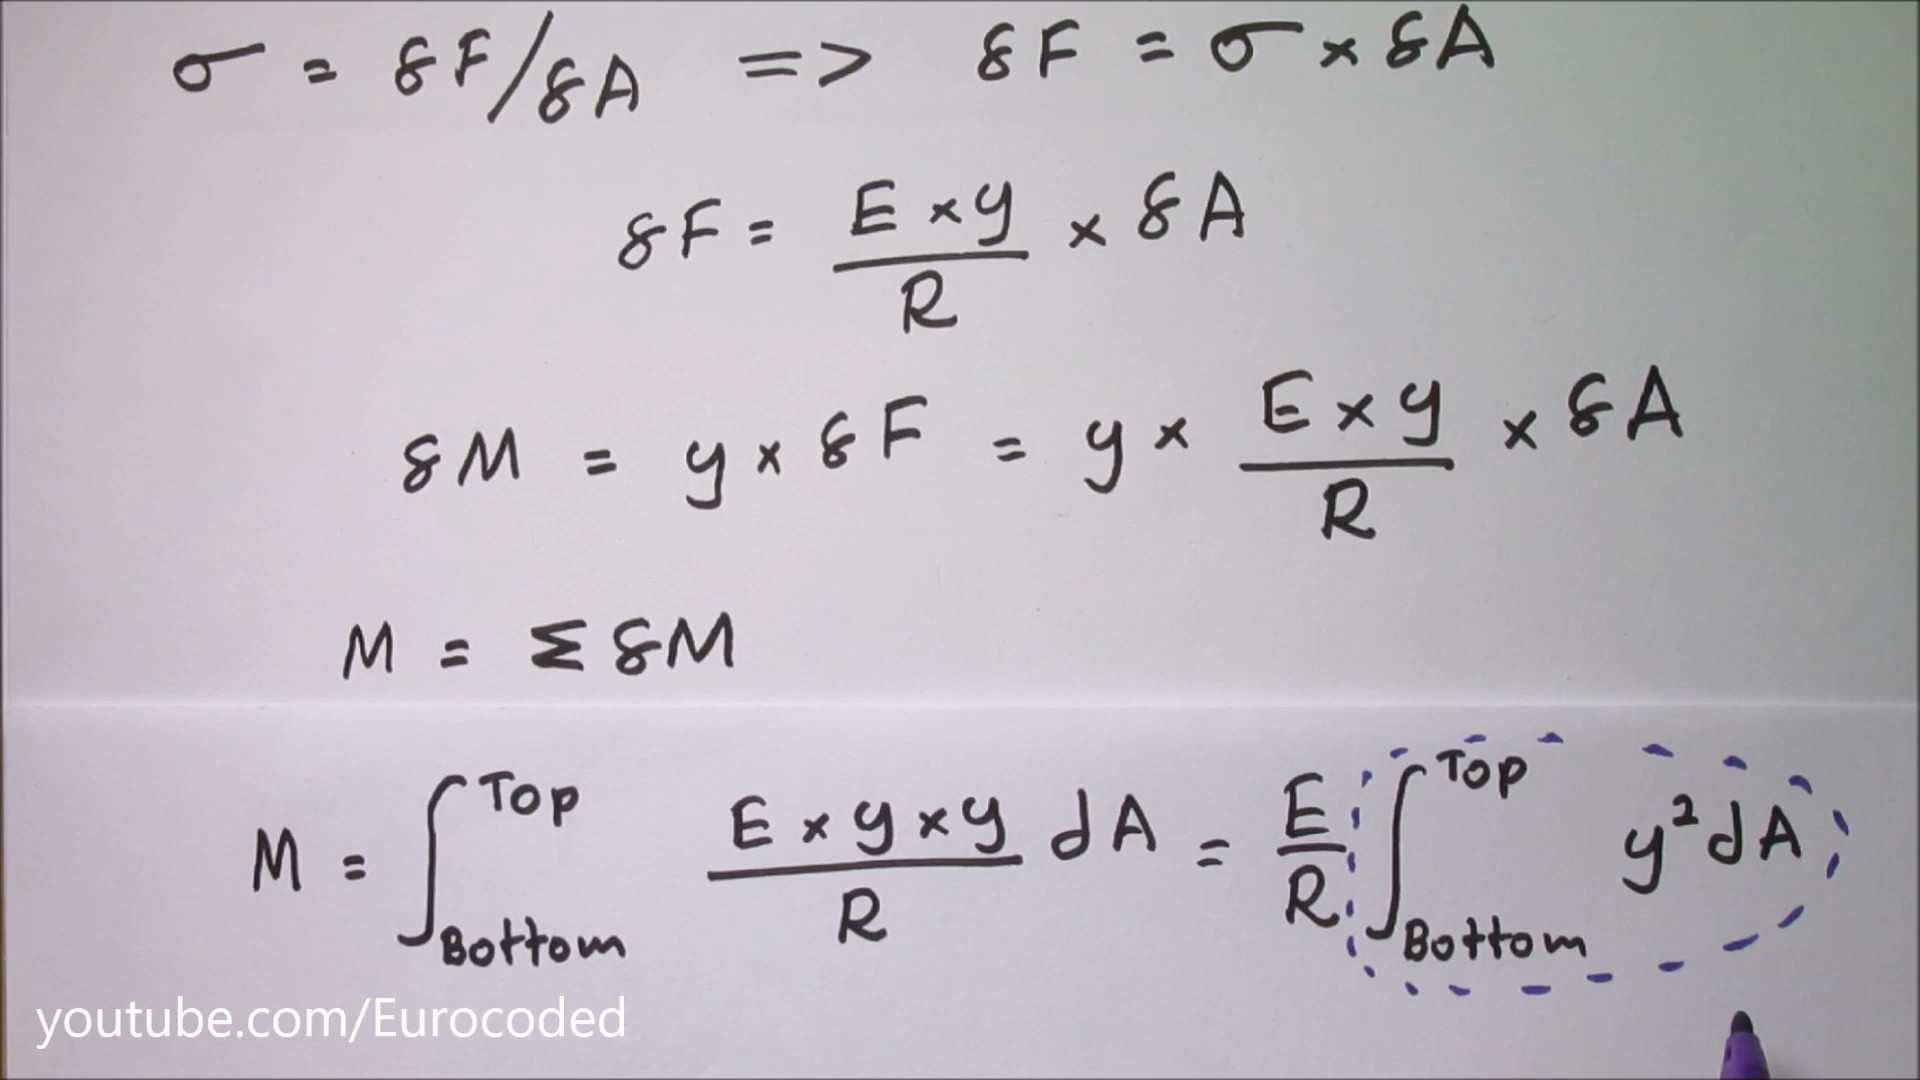 σ = δF/δA => δF = σ × δA
δF = E × y / R × δA
δM = y × δF = y × E × y / R × δA
M = Σ δM
M = ∫ Top Bottom E × y × y / R dA = E / R ∫ Top Bottom y² dA
youtube.com/Eurocoded